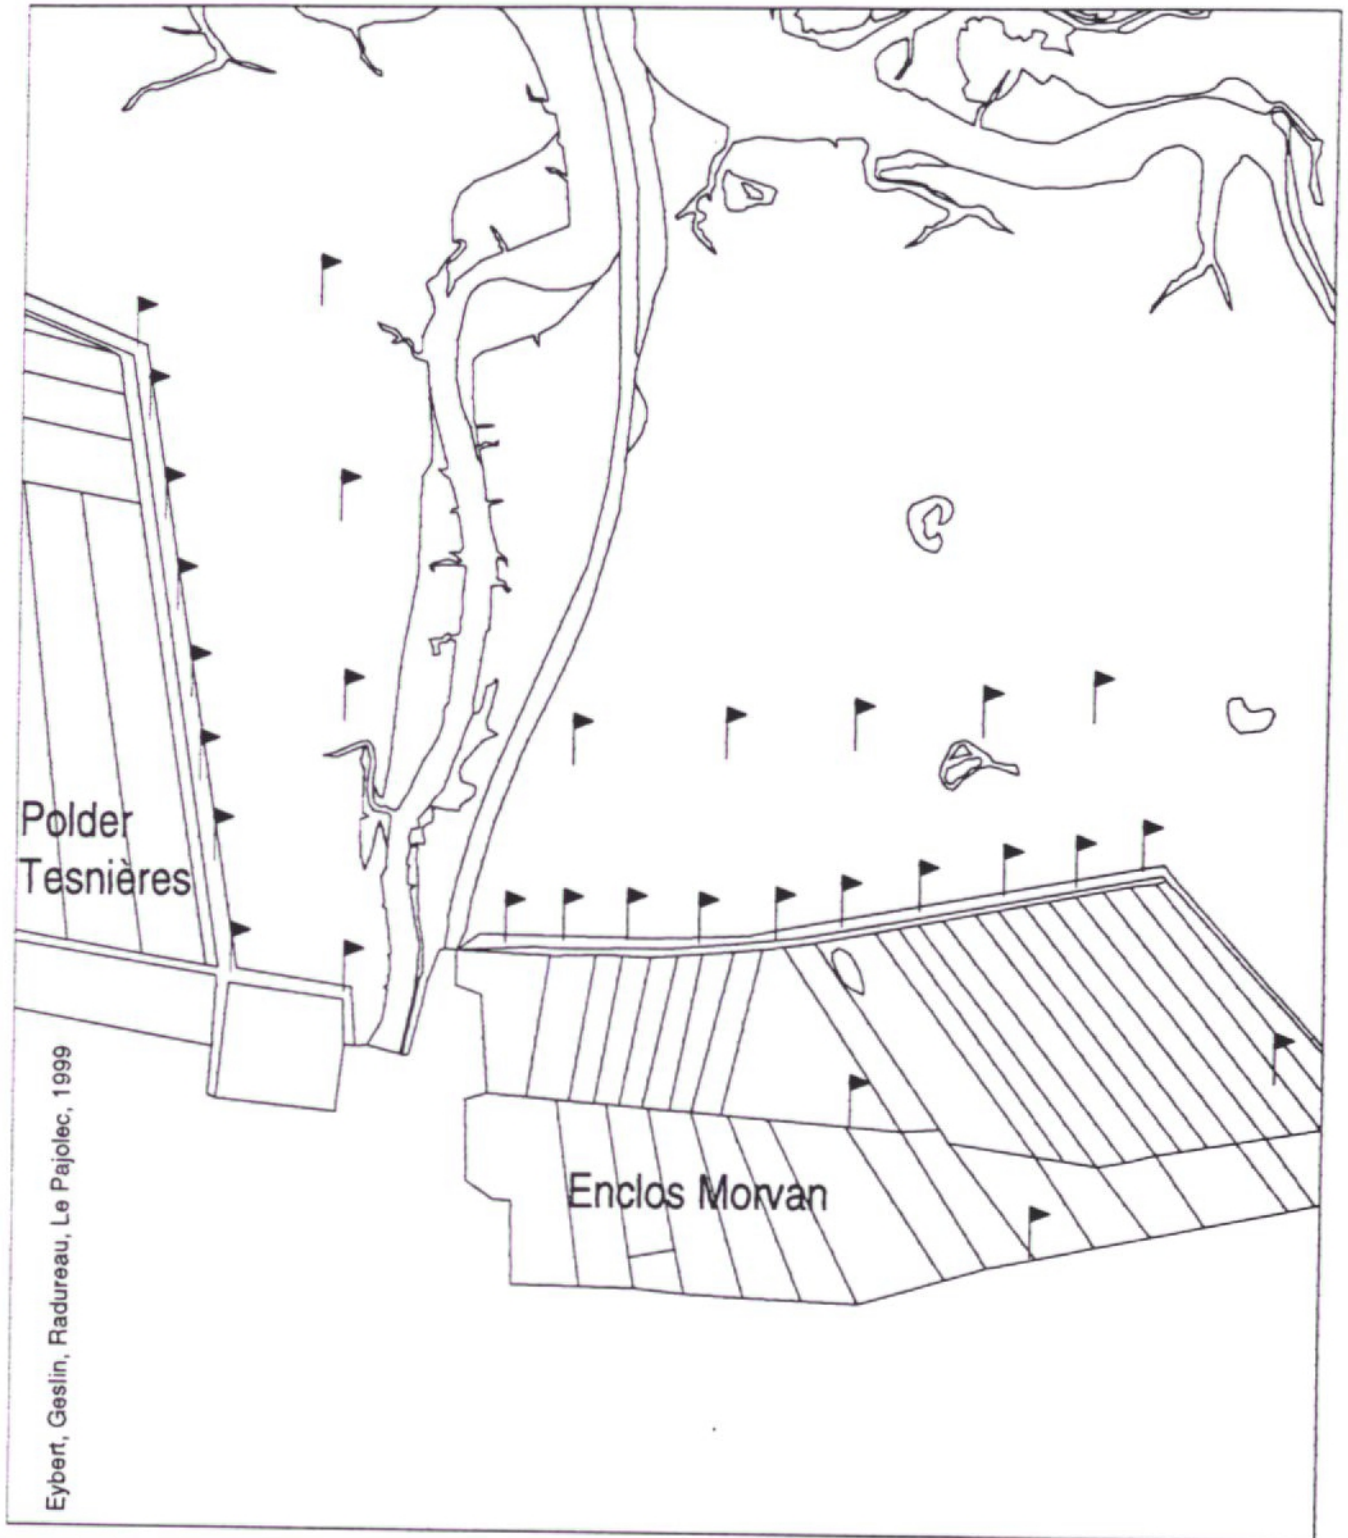 Polder
Tesnières
Enclos Morvan
Eybert, Geslin, Radureau, Le Pajolec, 1999